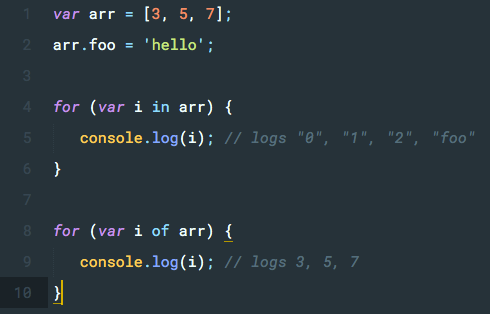 1 var arr = [3, 5, 7];
2 arr.foo = 'hello';
3
4 for (var i in arr) {
5 console.log(i); // logs "0", "1", "2", "foo"
6 }
7
8 for (var i of arr) {
9 console.log(i); // logs 3, 5, 7
10 }